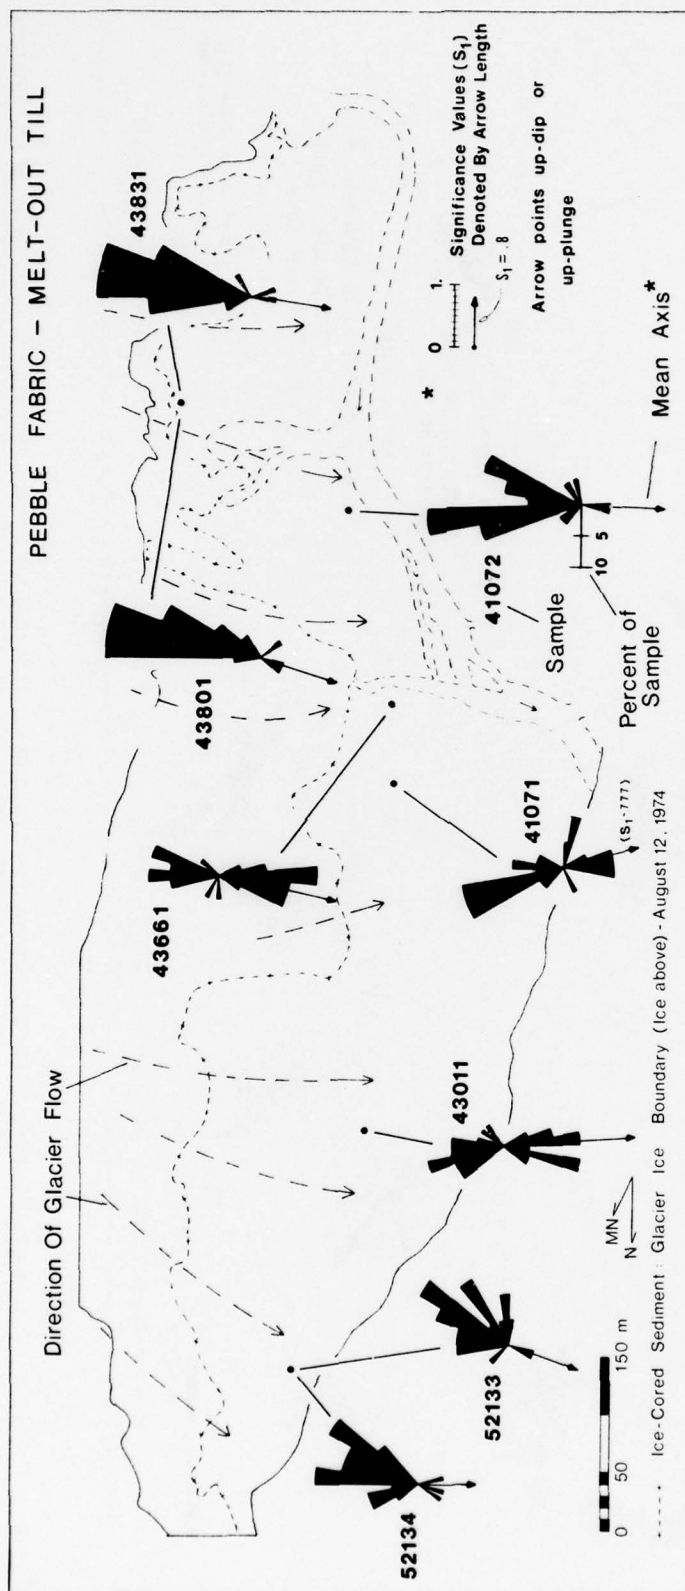 PEBBLE FABRIC – MELT-OUT TILL
Direction Of Glacier Flow
43831
43801
43661
43011
52134
52133
41071
(S₁-.777)
41072
Sample
Percent of
Sample
10 5
Mean Axis*
*
0 1.
Significance Values (S₁)
Denoted By Arrow Length
S₁ = .8
Arrow points up-dip or
up-plunge
MN
N
0 50 150 m
Ice-Cored Sediment : Glacier Ice Boundary (Ice above) - August 12, 1974